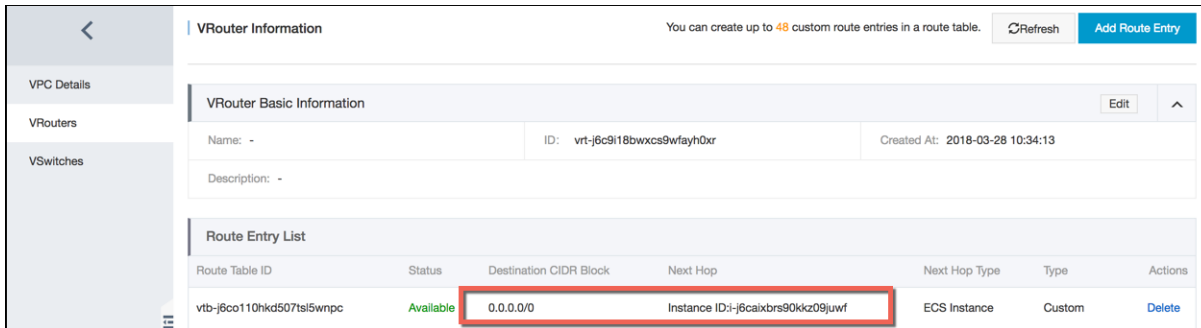 VRouter Information
You can create up to 48 custom route entries in a route table.
Refresh
Add Route Entry
VPC Details
VRouters
VSwitches
VRouter Basic Information
Edit
Name: -
ID: vrt-j6c9i18bwxcs9wfayh0xr
Created At: 2018-03-28 10:34:13
Description: -
Route Entry List
Route Table ID Status Destination CIDR Block Next Hop Next Hop Type Type Actions
vtb-j6co110hkd507tsl5wnpc Available 0.0.0.0/0 Instance ID:i-j6caixbrs90kkz09juwf ECS Instance Custom Delete